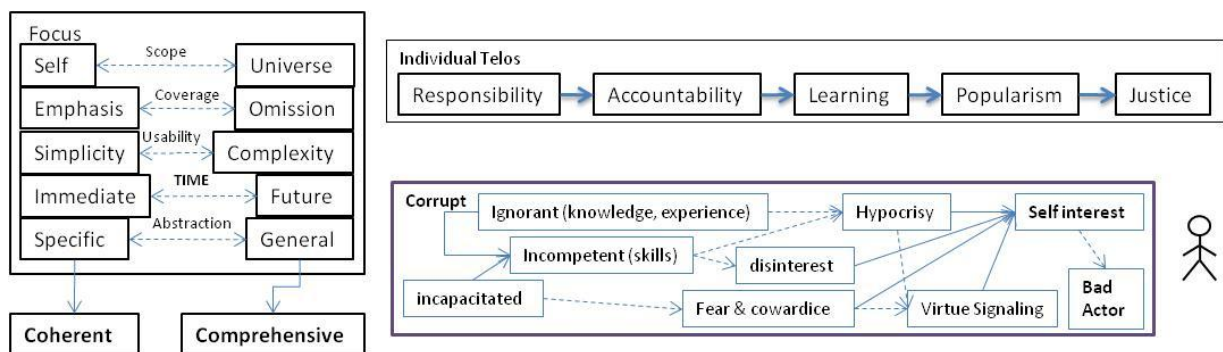 Focus
Scope
Self
Universe
Coverage
Emphasis
Omission
Usability
Simplicity
Complexity
TIME
Immediate
Future
Abstraction
Specific
General
Coherent
Comprehensive
Individual Telos
Responsibility
Accountability
Learning
Popularism
Justice
Corrupt
Ignorant (knowledge, experience)
Hypocrisy
Self interest
Incompetent (skills)
disinterest
incapacitated
Fear & cowardice
Virtue Signaling
Bad
Actor